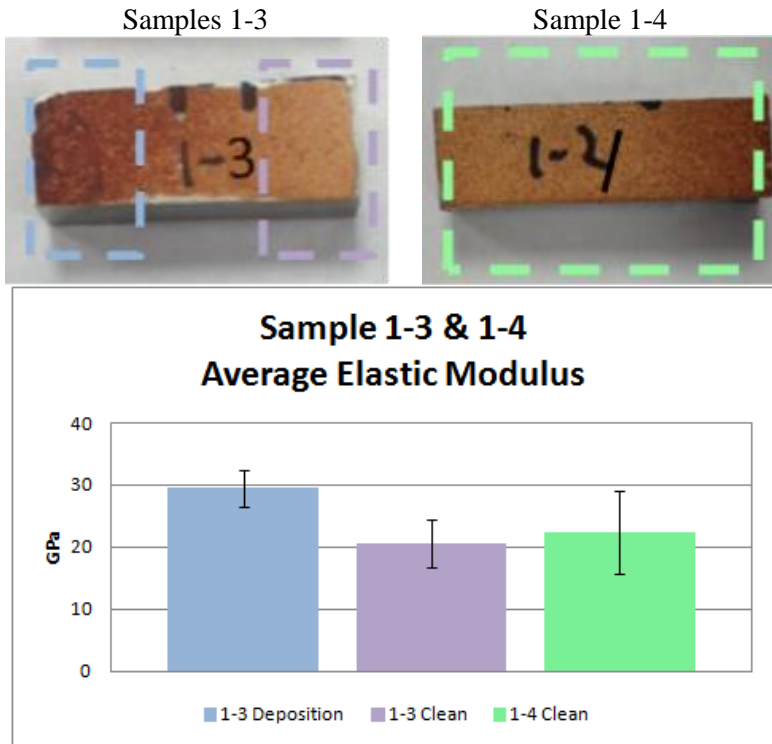 Samples 1-3
Sample 1-4
1-3
1-4
Sample 1-3 & 1-4
Average Elastic Modulus
40
30
20
10
0
GPa
1-3 Deposition 1-3 Clean 1-4 Clean